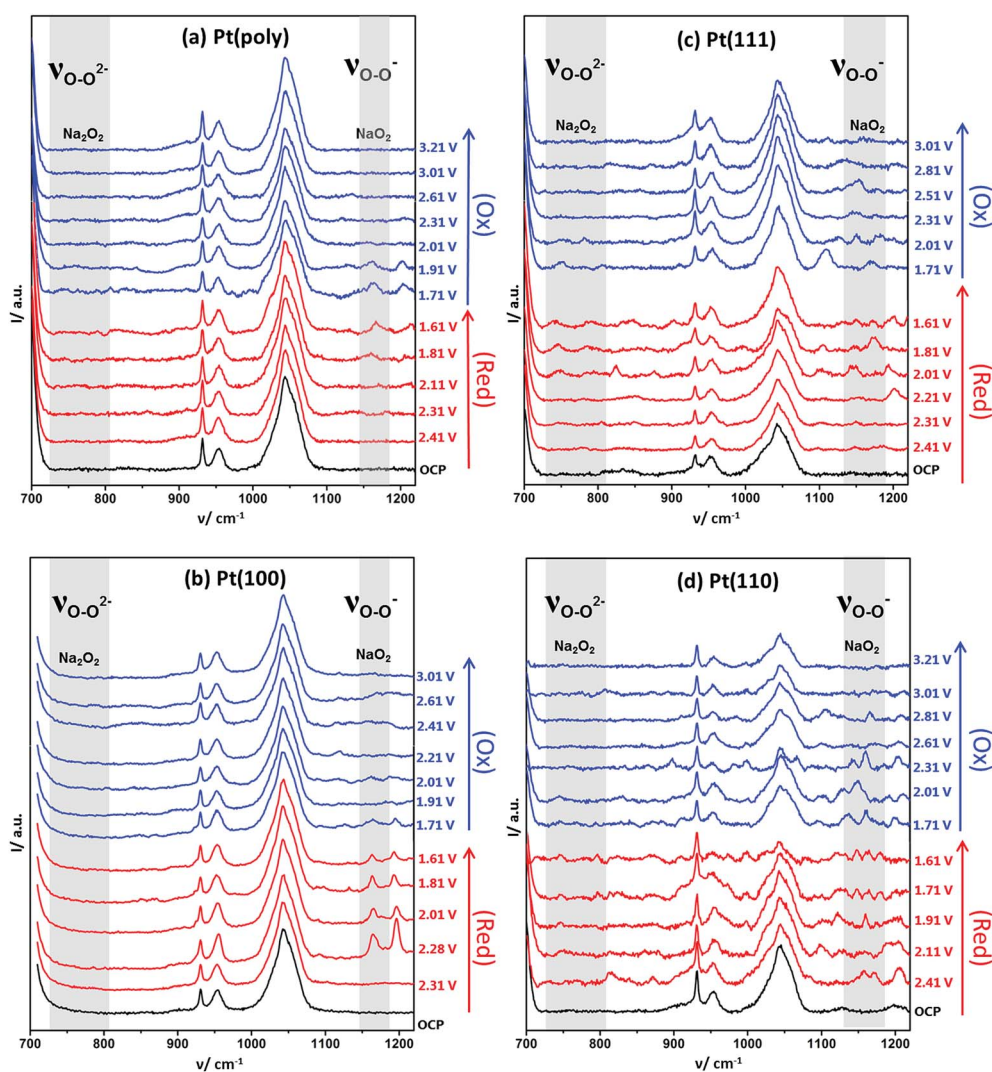 (a) Pt(poly)
νO-O2-
νO-O-
Na2O2
NaO2
3.21 V
3.01 V
2.61 V
2.31 V
2.01 V
1.91 V
1.71 V
(Ox)
1.61 V
1.81 V
2.11 V
2.31 V
2.41 V
OCP
(Red)
I/ a.u.
700 800 900 1000 1100 1200
ν/ cm-1
(c) Pt(111)
νO-O2-
νO-O-
Na2O2
NaO2
3.01 V
2.81 V
2.51 V
2.31 V
2.01 V
1.71 V
(Ox)
1.61 V
1.81 V
2.01 V
2.21 V
2.31 V
2.41 V
OCP
(Red)
I/ a.u.
700 800 900 1000 1100 1200
ν/ cm-1
(b) Pt(100)
νO-O2-
νO-O-
Na2O2
NaO2
3.01 V
2.61 V
2.41 V
2.21 V
2.01 V
1.91 V
1.71 V
(Ox)
1.61 V
1.81 V
2.01 V
2.28 V
2.31 V
OCP
(Red)
I/ a.u.
700 800 900 1000 1100 1200
ν/ cm-1
(d) Pt(110)
νO-O2-
νO-O-
Na2O2
NaO2
3.21 V
3.01 V
2.81 V
2.61 V
2.31 V
2.01 V
1.71 V
(Ox)
1.61 V
1.71 V
1.91 V
2.11 V
2.41 V
OCP
(Red)
I/ a.u.
700 800 900 1000 1100 1200
ν/ cm-1